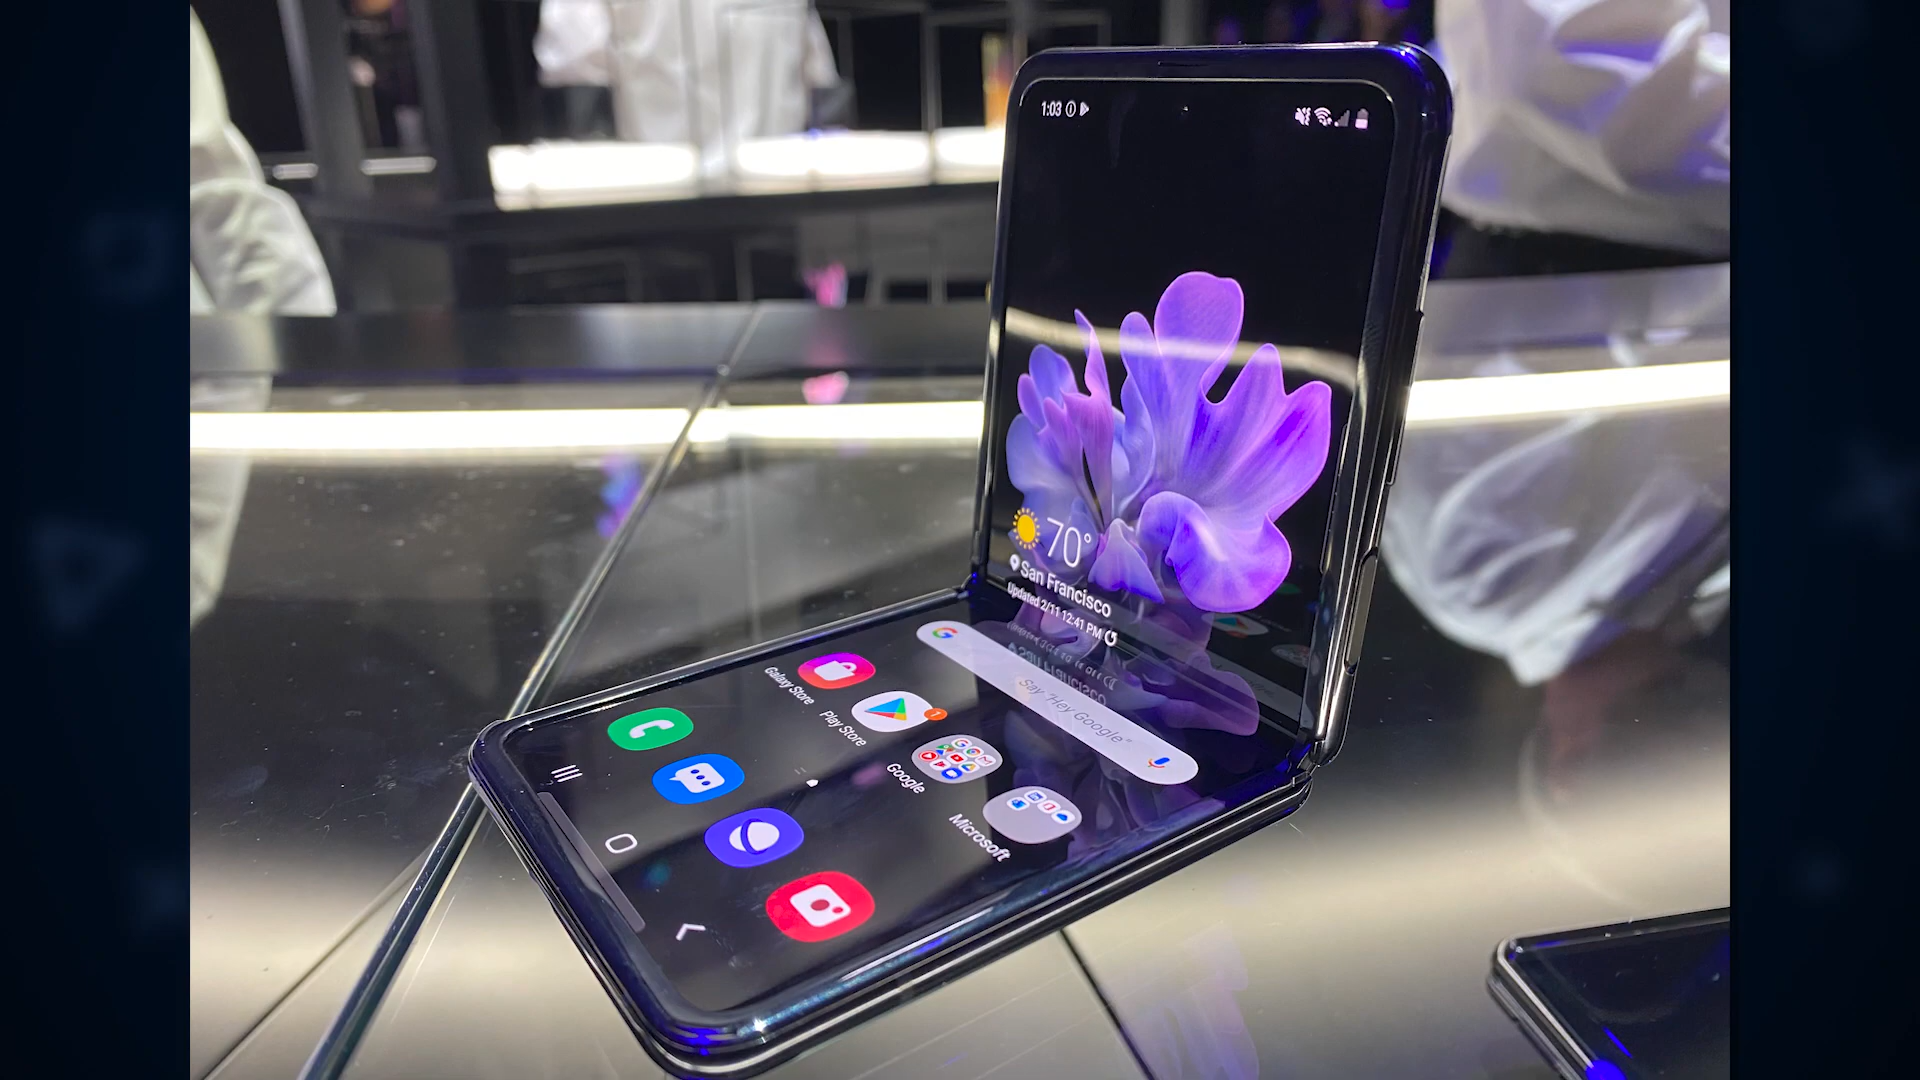 1:03
70°
San Francisco
Updated 2/11 12:41 PM
Say "Hey Google"
Galaxy Store
Play Store
1
Google
Microsoft